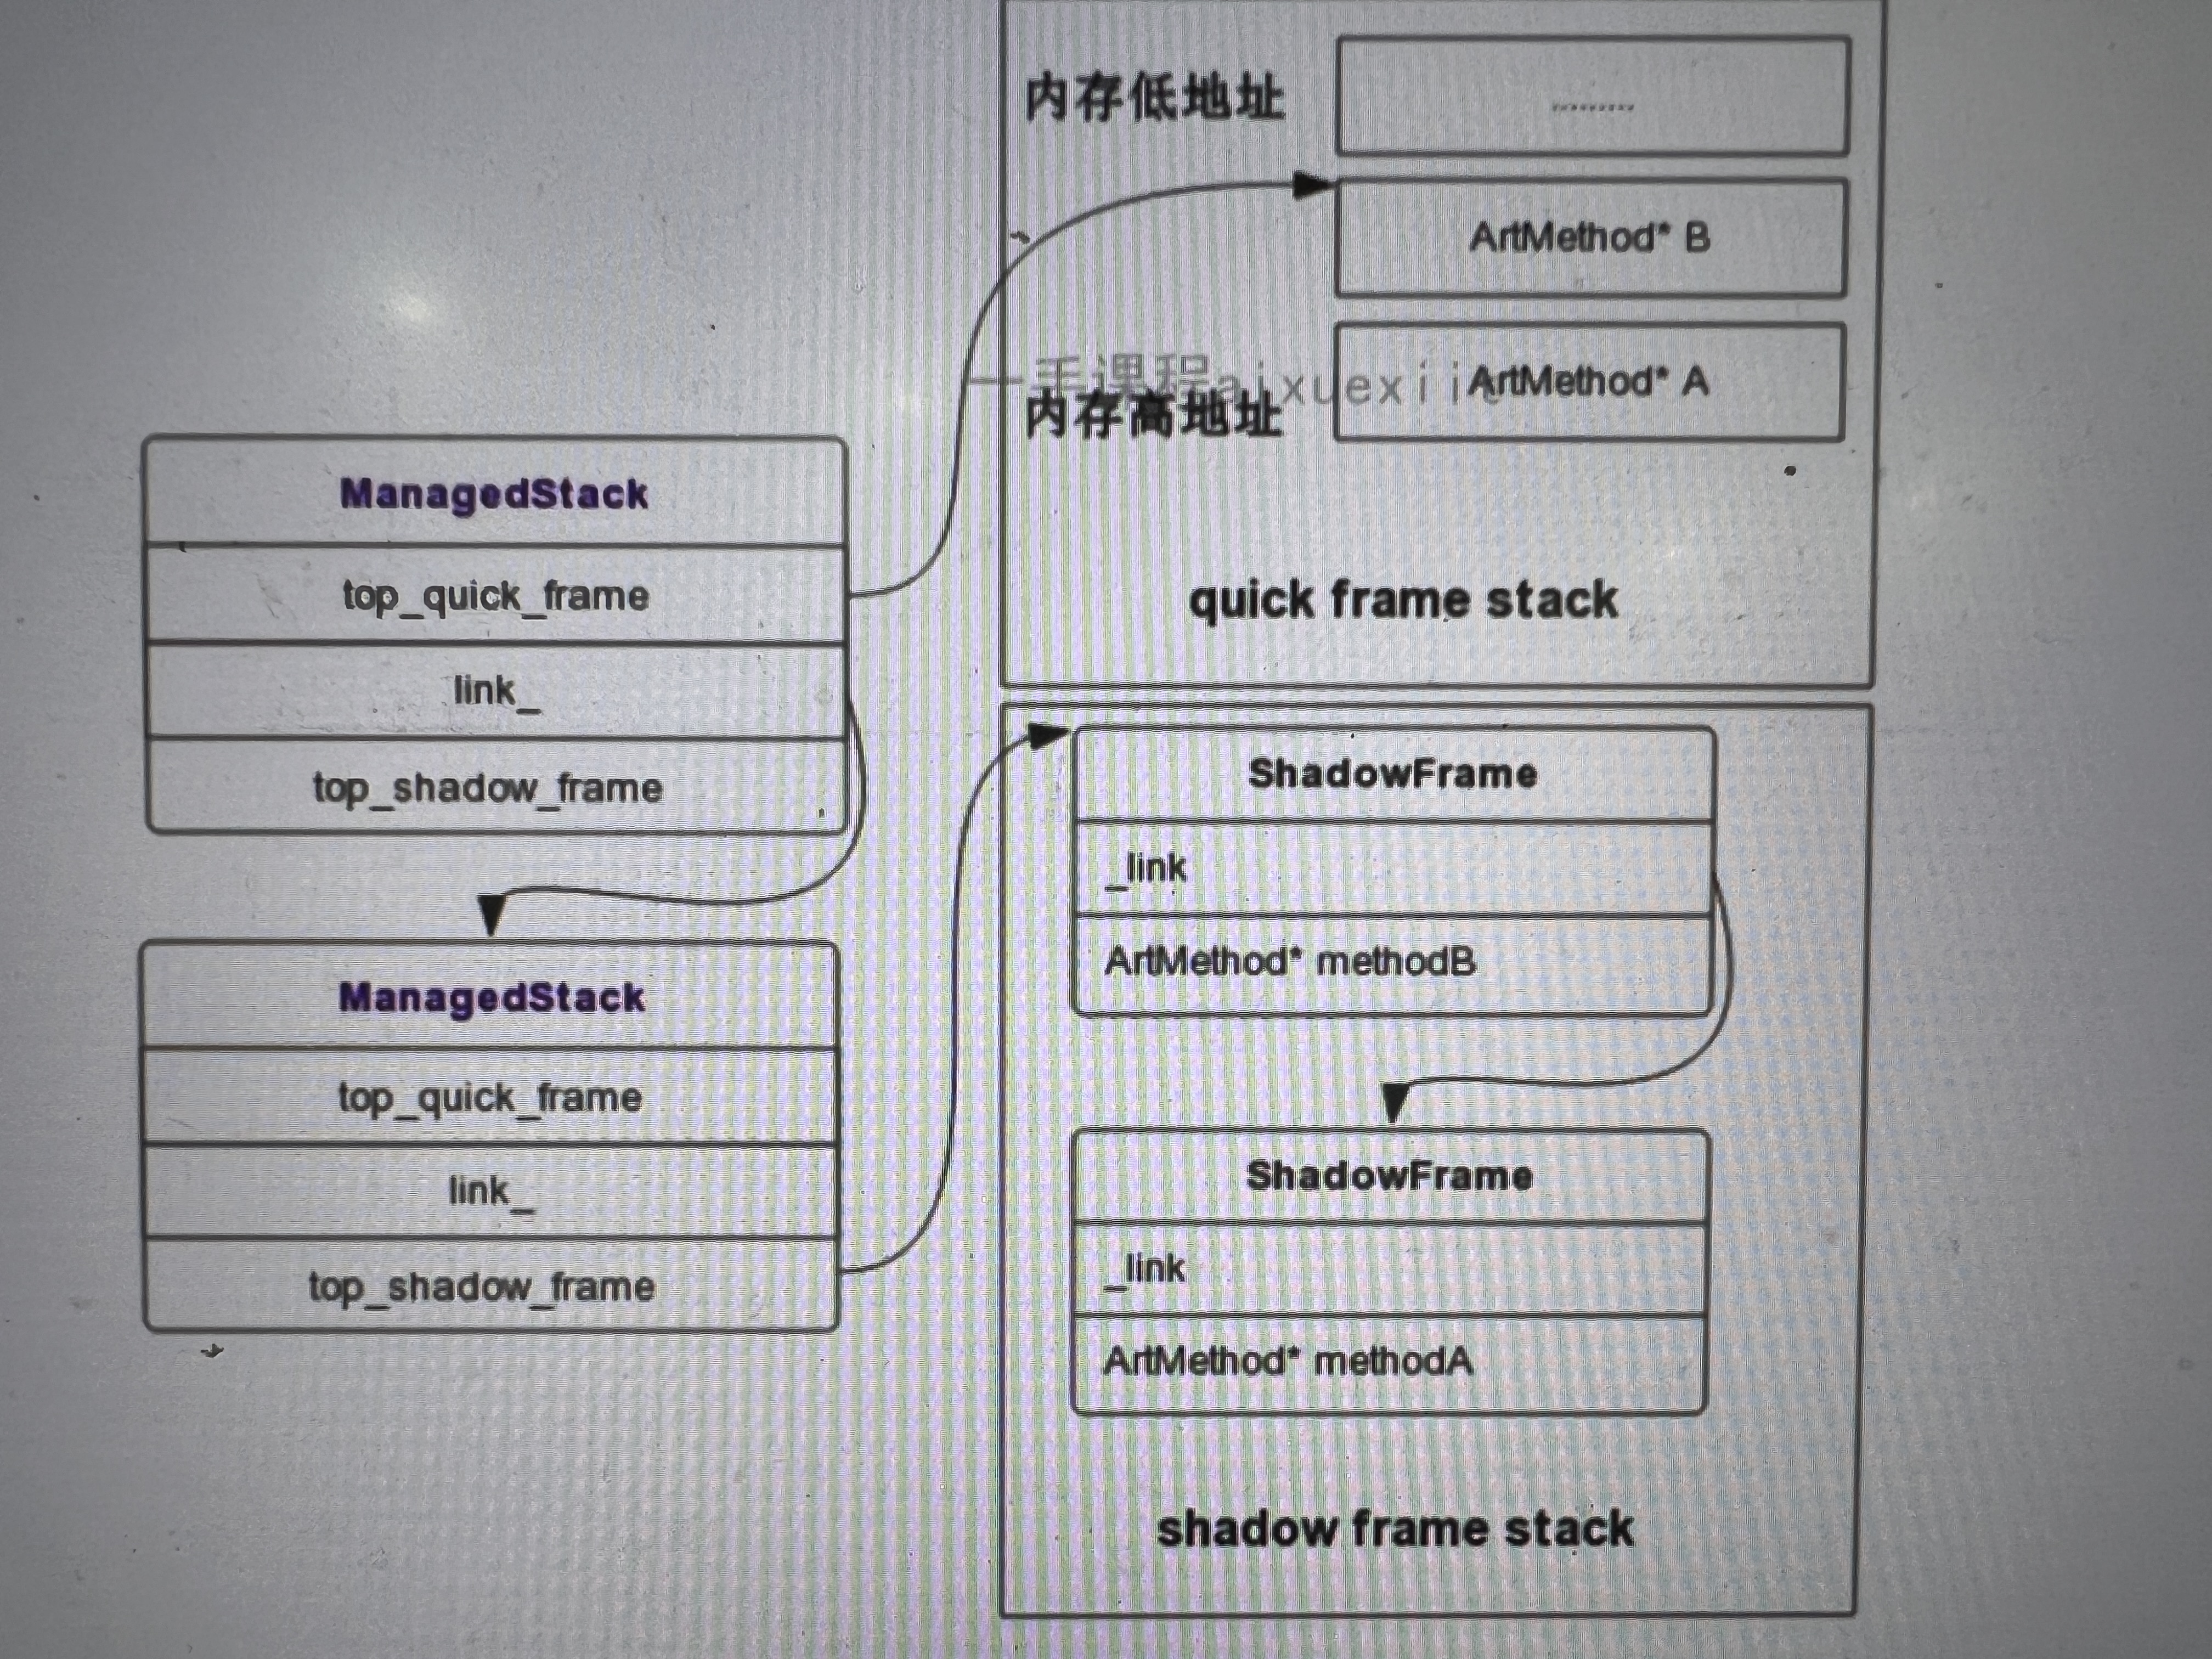 内存低地址
.........
ArtMethod* B
一手课程aixuexi
ArtMethod* A
内存高地址
quick frame stack
ManagedStack
top_quick_frame
link_
top_shadow_frame
ManagedStack
top_quick_frame
link_
top_shadow_frame
ShadowFrame
_link
ArtMethod* methodB
ShadowFrame
_link
ArtMethod* methodA
shadow frame stack